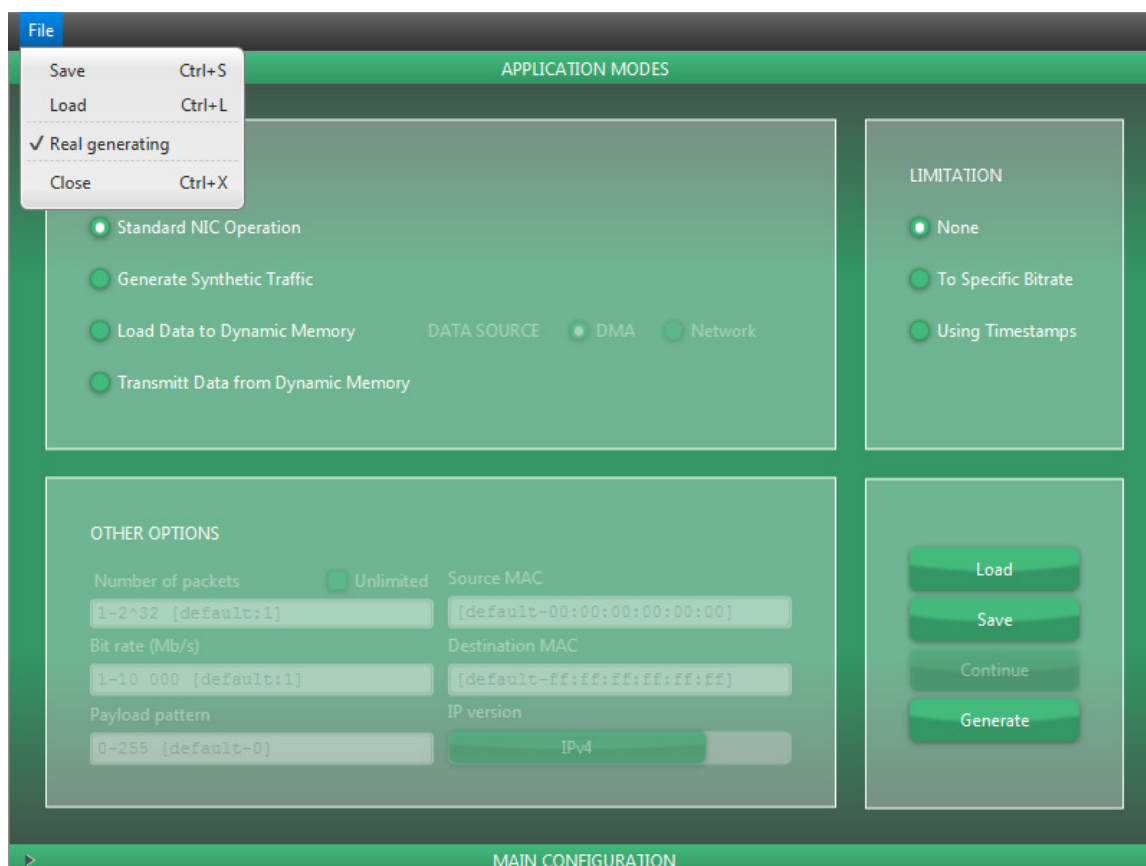 File
Save Ctrl+S
Load Ctrl+L
Real generating
Close Ctrl+X
APPLICATION MODES
Standard NIC Operation
Generate Synthetic Traffic
Load Data to Dynamic Memory DATA SOURCE DMA Network
Transmitt Data from Dynamic Memory
LIMITATION
None
To Specific Bitrate
Using Timestamps
OTHER OPTIONS
Number of packets Unlimited Source MAC
1-2^32 [default:1] [default-00:00:00:00:00:00]
Bit rate (Mb/s) Destination MAC
1-10 000 [default:1] [default-ff:ff:ff:ff:ff:ff]
Payload pattern IP version
0-255 [default-0] IPv4
Load
Save
Continue
Generate
MAIN CONFIGURATION